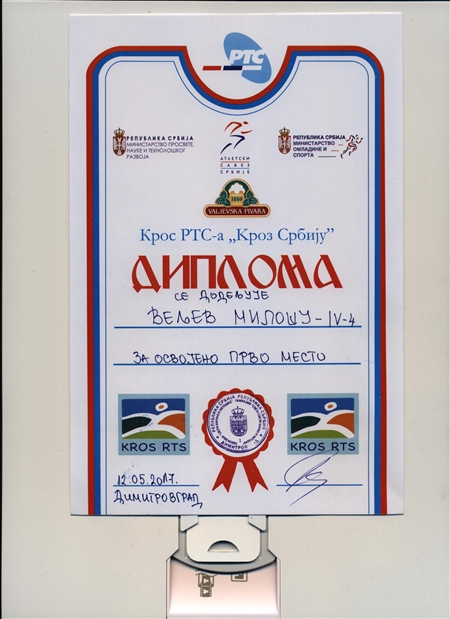 РТС
РЕПУБЛИКА СРБИЈА
МИНИСТАРСТВО ПРОСВЕТЕ,
НАУКЕ И ТЕХНОЛОШКОГ
РАЗВОЈА
АТЛЕТСКИ
САВЕЗ
СРБИЈЕ
РЕПУБЛИКА СРБИЈА
МИНИСТАРСТВО
ОМЛАДИНЕ И
СПОРТА
1860
VALJEVSKA PIVARA
Крос РТС-а „Кроз Србију”
ДИПЛОМА
СЕ ДОДЕЉУЈЕ
ВЕЉЕВ МИЛОШУ-IV-4
ЗА ОСВОЈЕНО ПРВО МЕСТО
KROS RTS
KROS RTS
12.05.2017.
ДИМИТРОВГРАД